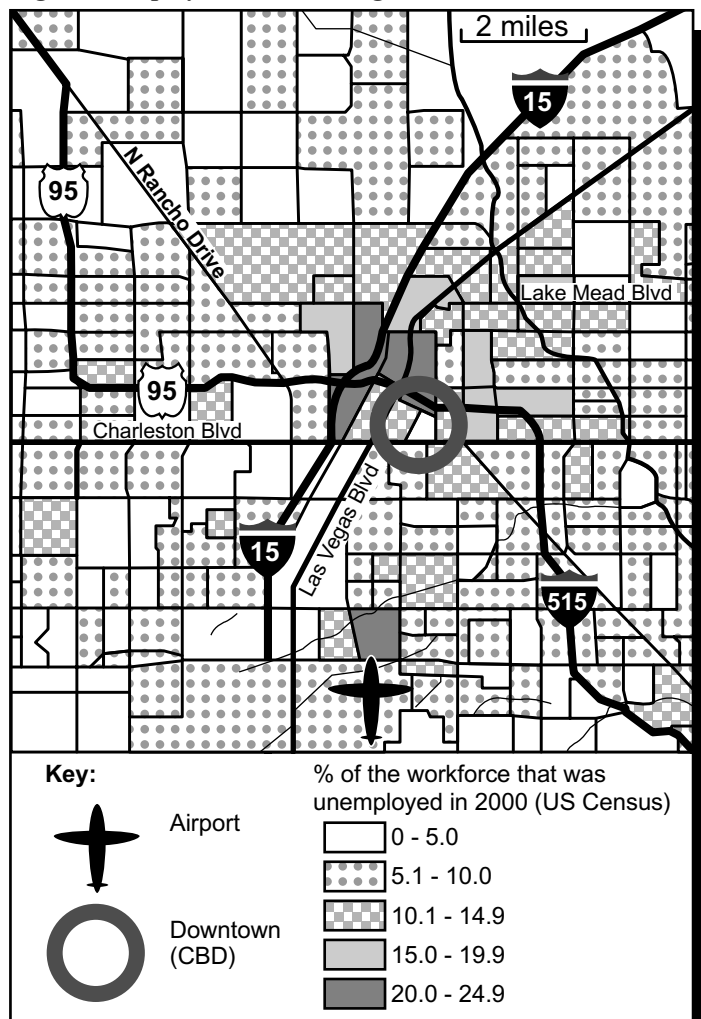 2 miles
15
95
N Rancho Drive
Lake Mead Blvd
95
Charleston Blvd
Las Vegas Blvd
15
515
Key:
Airport
Downtown
(CBD)
% of the workforce that was
unemployed in 2000 (US Census)
0 - 5.0
5.1 - 10.0
10.1 - 14.9
15.0 - 19.9
20.0 - 24.9